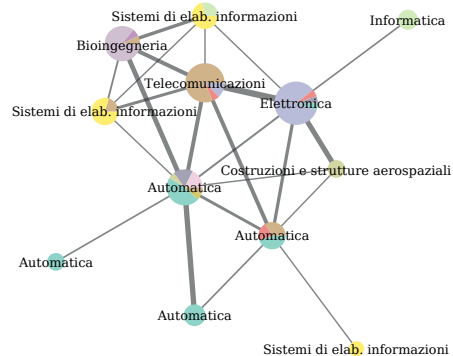 Sistemi di elab. informazioni
Informatica
Bioingegneria
Telecomunicazioni
Elettronica
Sistemi di elab. informazioni
Costruzioni e strutture aerospaziali
Automatica
Automatica
Automatica
Automatica
Sistemi di elab. informazioni